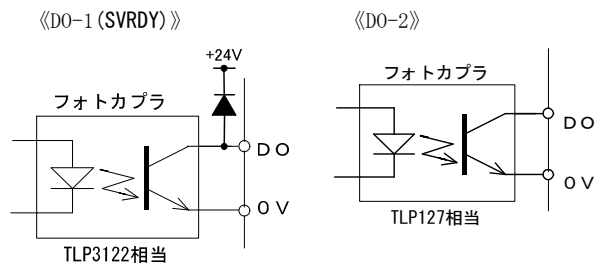 《DO-1(SVRDY)》
+24V
フォトカプラ
DO
0V
TLP3122相当
《DO-2》
フォトカプラ
DO
0V
TLP127相当